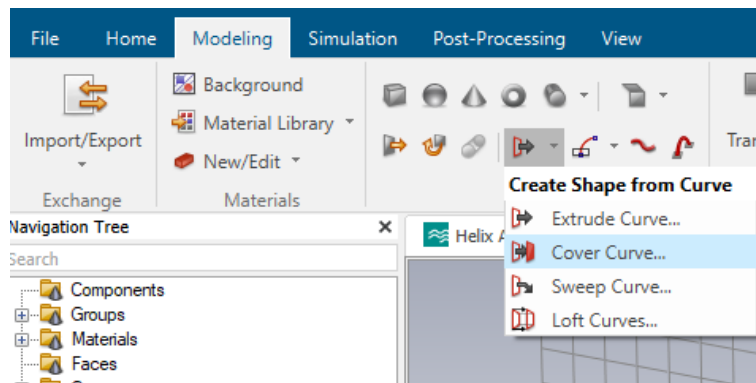 File Home Modeling Simulation Post-Processing View
Background
Material Library
Import/Export
New/Edit
Tran
Exchange Materials
Create Shape from Curve
Extrude Curve...
Cover Curve...
Sweep Curve...
Loft Curves...
Navigation Tree
Helix A
Search
Components
Groups
Materials
Faces